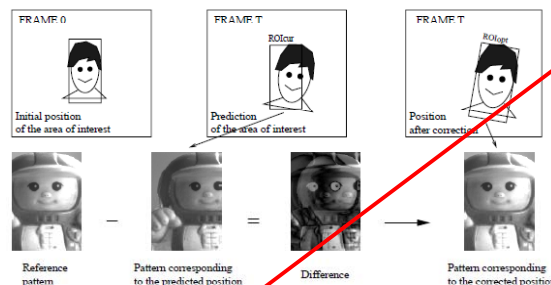 FRAME 0
Initial position
of the area of interest
FRAME T
ROIcur
Prediction
of the area of interest
FRAME T
ROIopt
Position
after correction
Reference
pattern
Pattern corresponding
to the predicted position
Difference
Pattern corresponding
to the corrected position